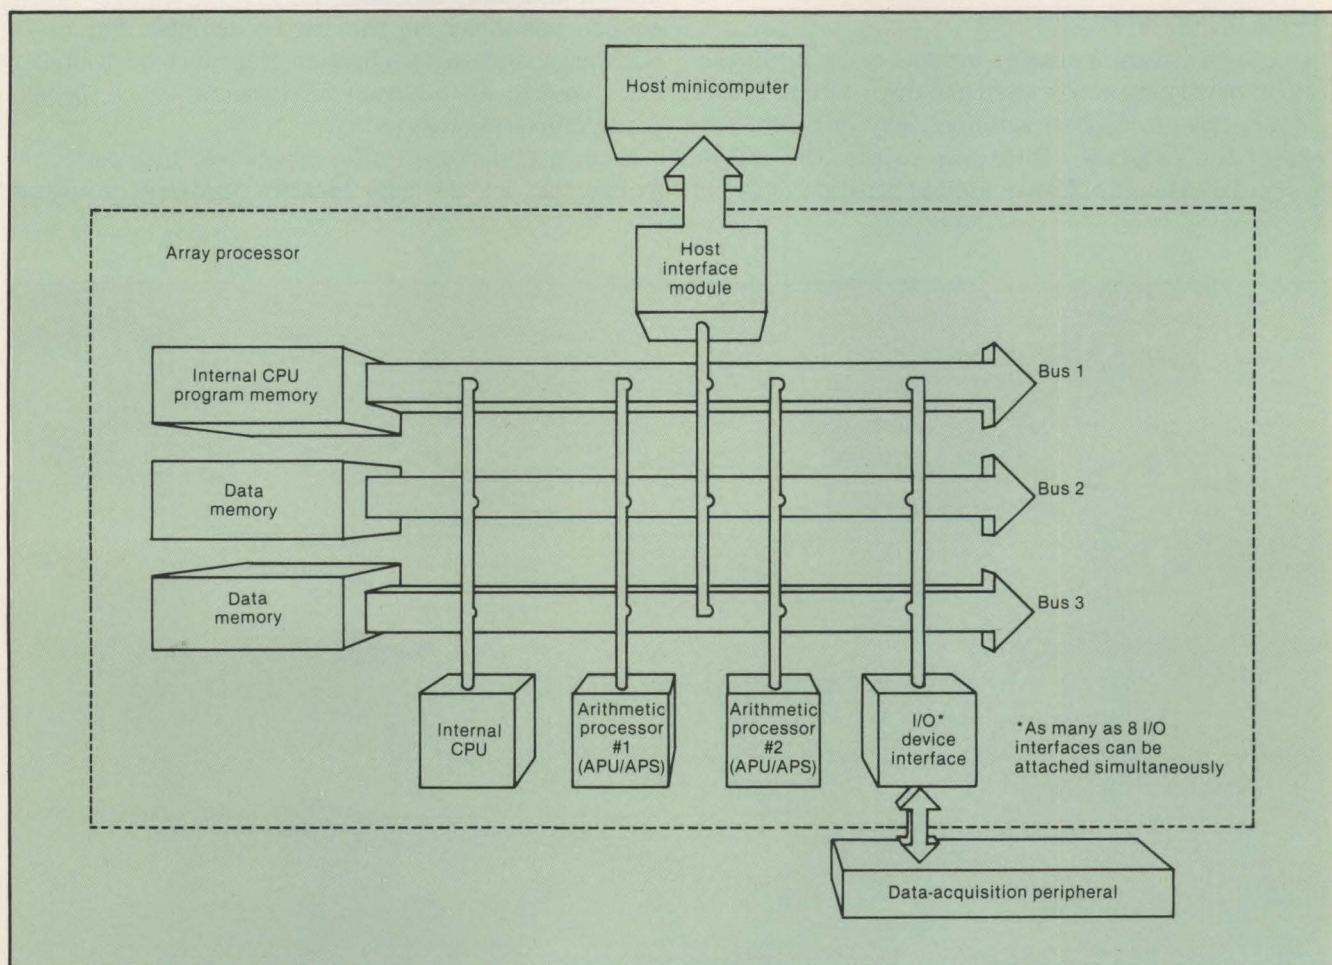 Host minicomputer
Array processor
Host
interface
module
Internal CPU
program memory
Bus 1
Data
memory
Bus 2
Data
memory
Bus 3
Internal
CPU
Arithmetic
processor
#1
(APU/APS)
Arithmetic
processor
#2
(APU/APS)
I/O*
device
interface
*As many as 8 I/O
interfaces can be
attached simultaneously
Data-acquisition peripheral